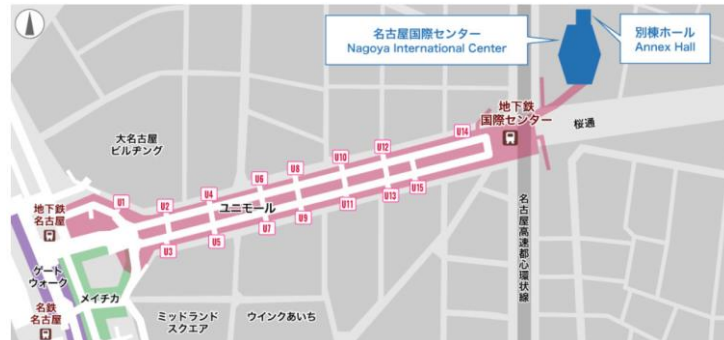 名古屋国際センター
Nagoya International Center
別棟ホール
Annex Hall
地下鉄
国際センター
桜通
大名古屋
ビルヂング
U14
U12
U10
U8
U6
U4
U2
U1
ユニモール
U15
U13
U11
U9
U7
U5
U3
地下鉄
名古屋
ゲート
ウォーク
メイチカ
名鉄
名古屋
ミッドランド
スクエア
ウインクあいち
名古屋高速都心環状線